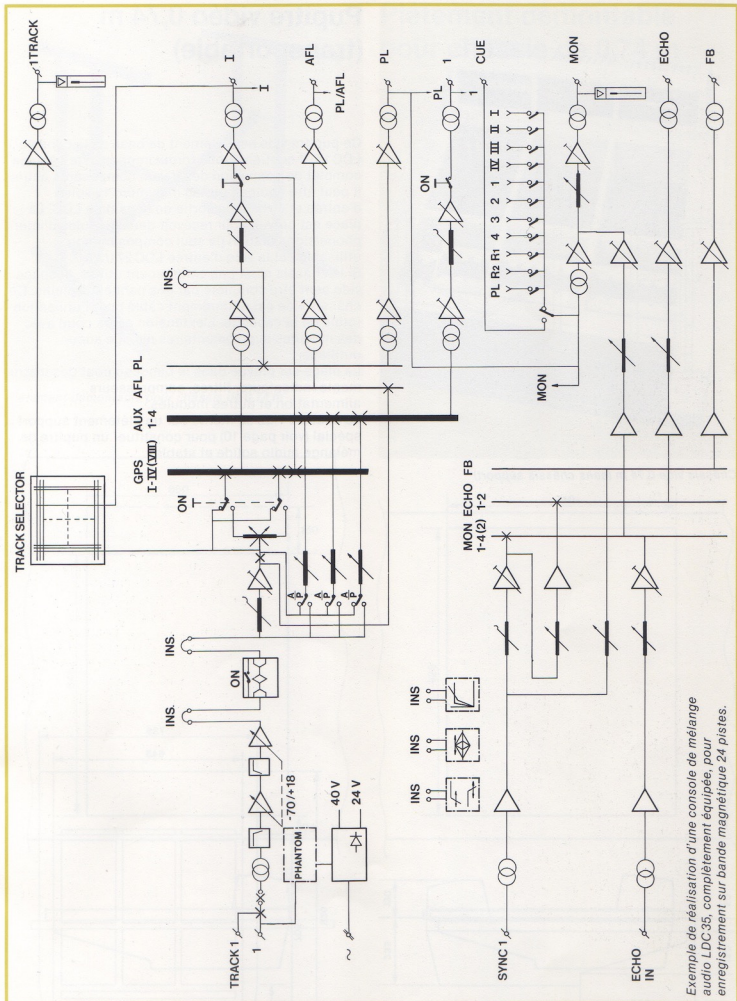 1 TRACK
I
I
AFL
PL/AFL
PL
PL
1
1
CUE
MON
ECHO
FB
TRACK SELECTOR
INS.
ON
ON
I
II
III
IV
1
2
3
4
R1
R2
PL
MON
GPS
I-IV(VIII)
AUX
1-4
AFL
PL
ON
A
P
A
P
A
P
INS.
ON
INS.
MON
1-4(2)
ECHO
1-2
FB
-70/+18
PHANTOM
40 V
24 V
INS
INS
INS
TRACK 1
1
~
SYNC 1
ECHO
IN
Exemple de réalisation d'une console de mélange
audio LDC35, complètement équipée, pour
enregistrement sur bande magnétique 24 pistes.